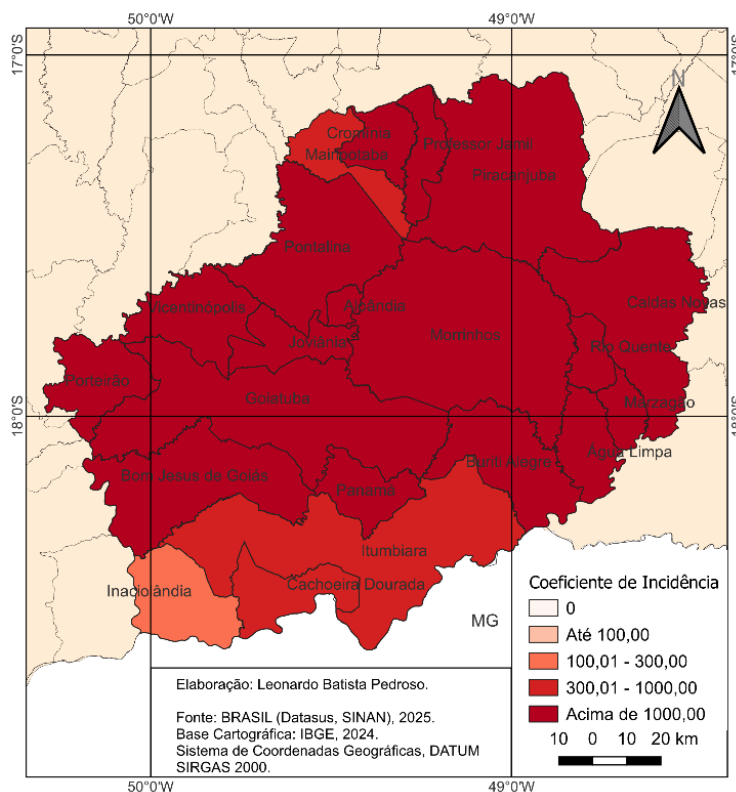 50°0'W 49°0'W
17°0'S 17°0'S
N
Cromínia
Mairipotaba
Professor Jamil
Piracanjuba
Pontalina
Vicentinópolis
Aloândia
Caldas Novas
Morrinhos
Joviânia
Rio Quente
Porteirão
Goiatuba
Marzagão
18°0'S 18°0'S
Água Limpa
Buriti Alegre
Bom Jesus de Goiás
Panamá
Itumbiara
Inaciolândia
Cachoeira Dourada
MG
Coeficiente de Incidência
0
Até 100,00
100,01 - 300,00
300,01 - 1000,00
Acima de 1000,00
10 0 10 20 km
Elaboração: Leonardo Batista Pedroso.
Fonte: BRASIL (Datasus, SINAN), 2025.
Base Cartográfica: IBGE, 2024.
Sistema de Coordenadas Geográficas, DATUM
SIRGAS 2000.
50°0'W 49°0'W